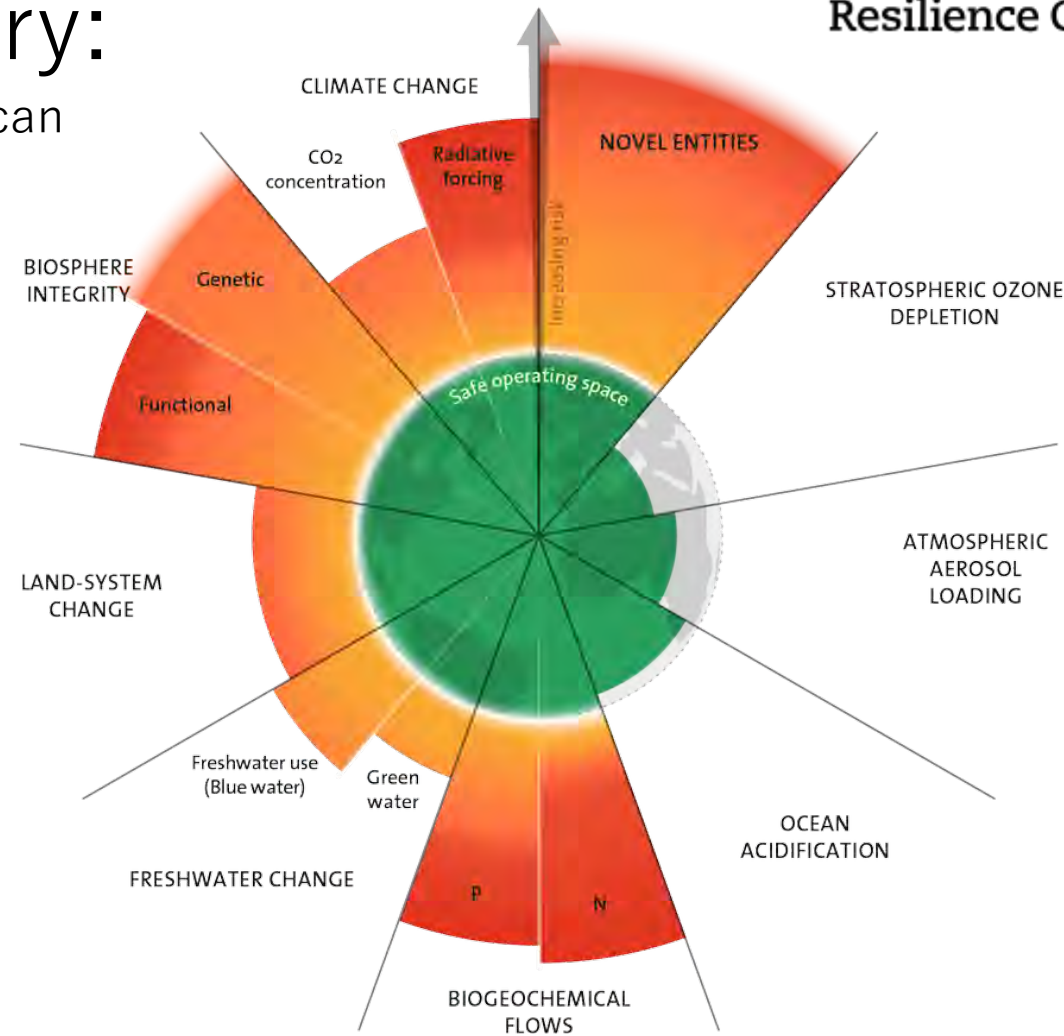 ry:
can
Resilience C
CLIMATE CHANGE
CO2
concentration
Radiative
forcing
NOVEL ENTITIES
Increasing risk
BIOSPHERE
INTEGRITY
Genetic
Functional
STRATOSPHERIC OZONE
DEPLETION
Safe operating space
LAND-SYSTEM
CHANGE
ATMOSPHERIC
AEROSOL
LOADING
Freshwater use
(Blue water)
Green
water
FRESHWATER CHANGE
OCEAN
ACIDIFICATION
P
N
BIOGEOCHEMICAL
FLOWS